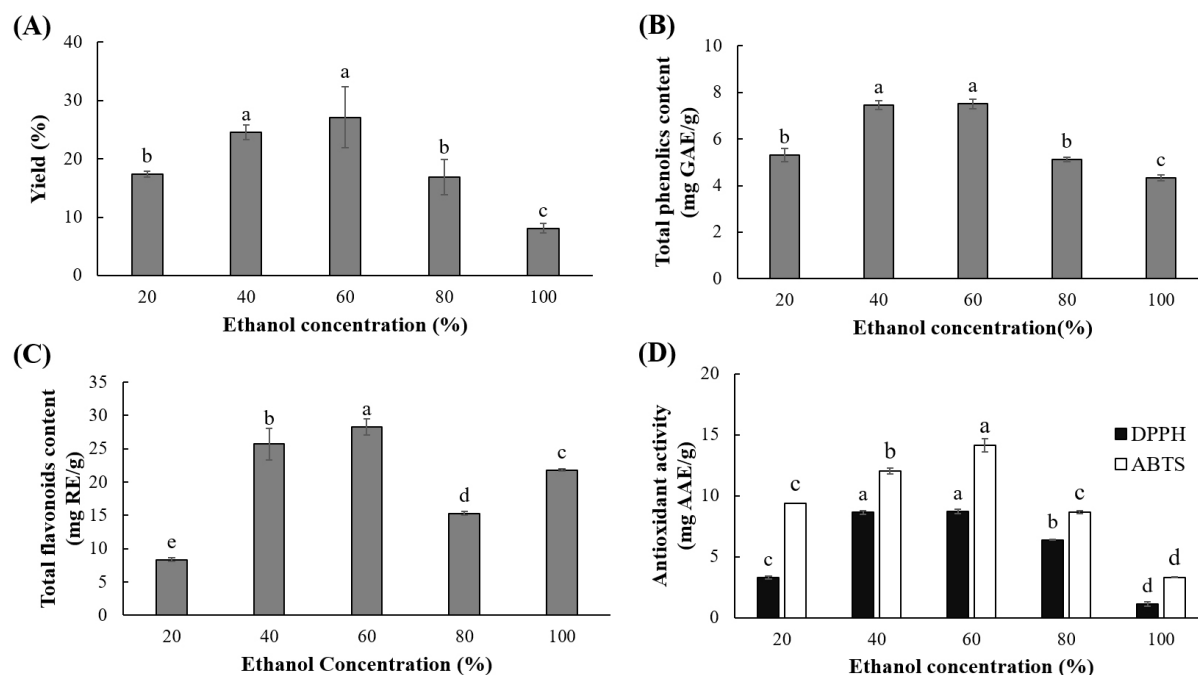 (A)
Yield (%)
40
30
20
10
0
b
a
a
b
c
20 40 60 80 100
Ethanol concentration (%)
(B)
Total phenolics content
(mg GAE/g)
10
8
6
4
2
0
b
a
a
b
c
20 40 60 80 100
Ethanol concentration(%)
(C)
Total flavonoids content
(mg RE/g)
35
30
25
20
15
10
5
0
e
b
a
d
c
20 40 60 80 100
Ethanol Concentration (%)
(D)
Antioxidant activity
(mg AAE/g)
20
15
10
5
0
c c
a b
a a
b c
d d
DPPH
ABTS
20 40 60 80 100
Ethanol concentration (%)